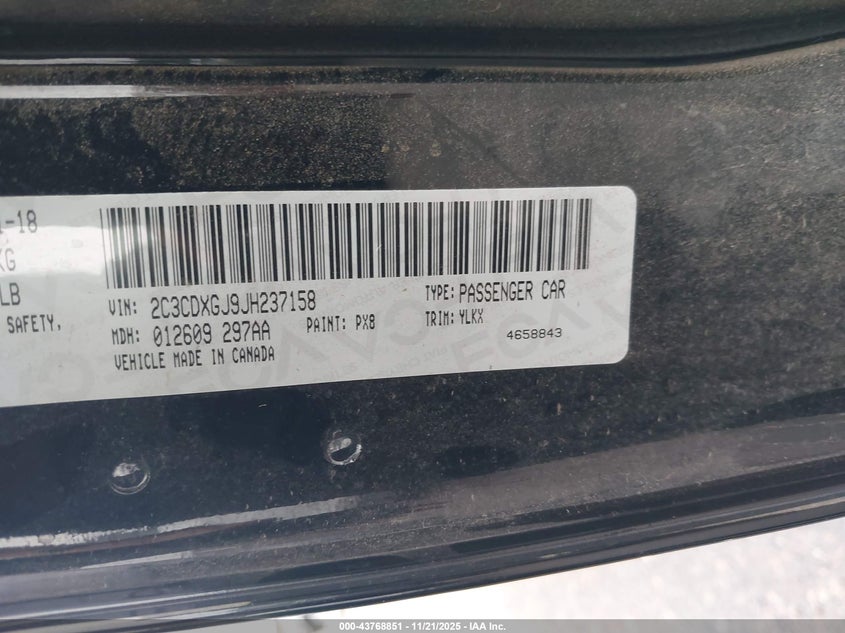 1-18
KG
LB
SAFETY,
VIN: 2C3CDXGJ9JH237158 TYPE: PASSENGER CAR
MDH: 012609 297AA PAINT: PX8 TRIM: YLKX
VEHICLE MADE IN CANADA 4658843
000-43768851 - 11/21/2025 - IAA Inc.